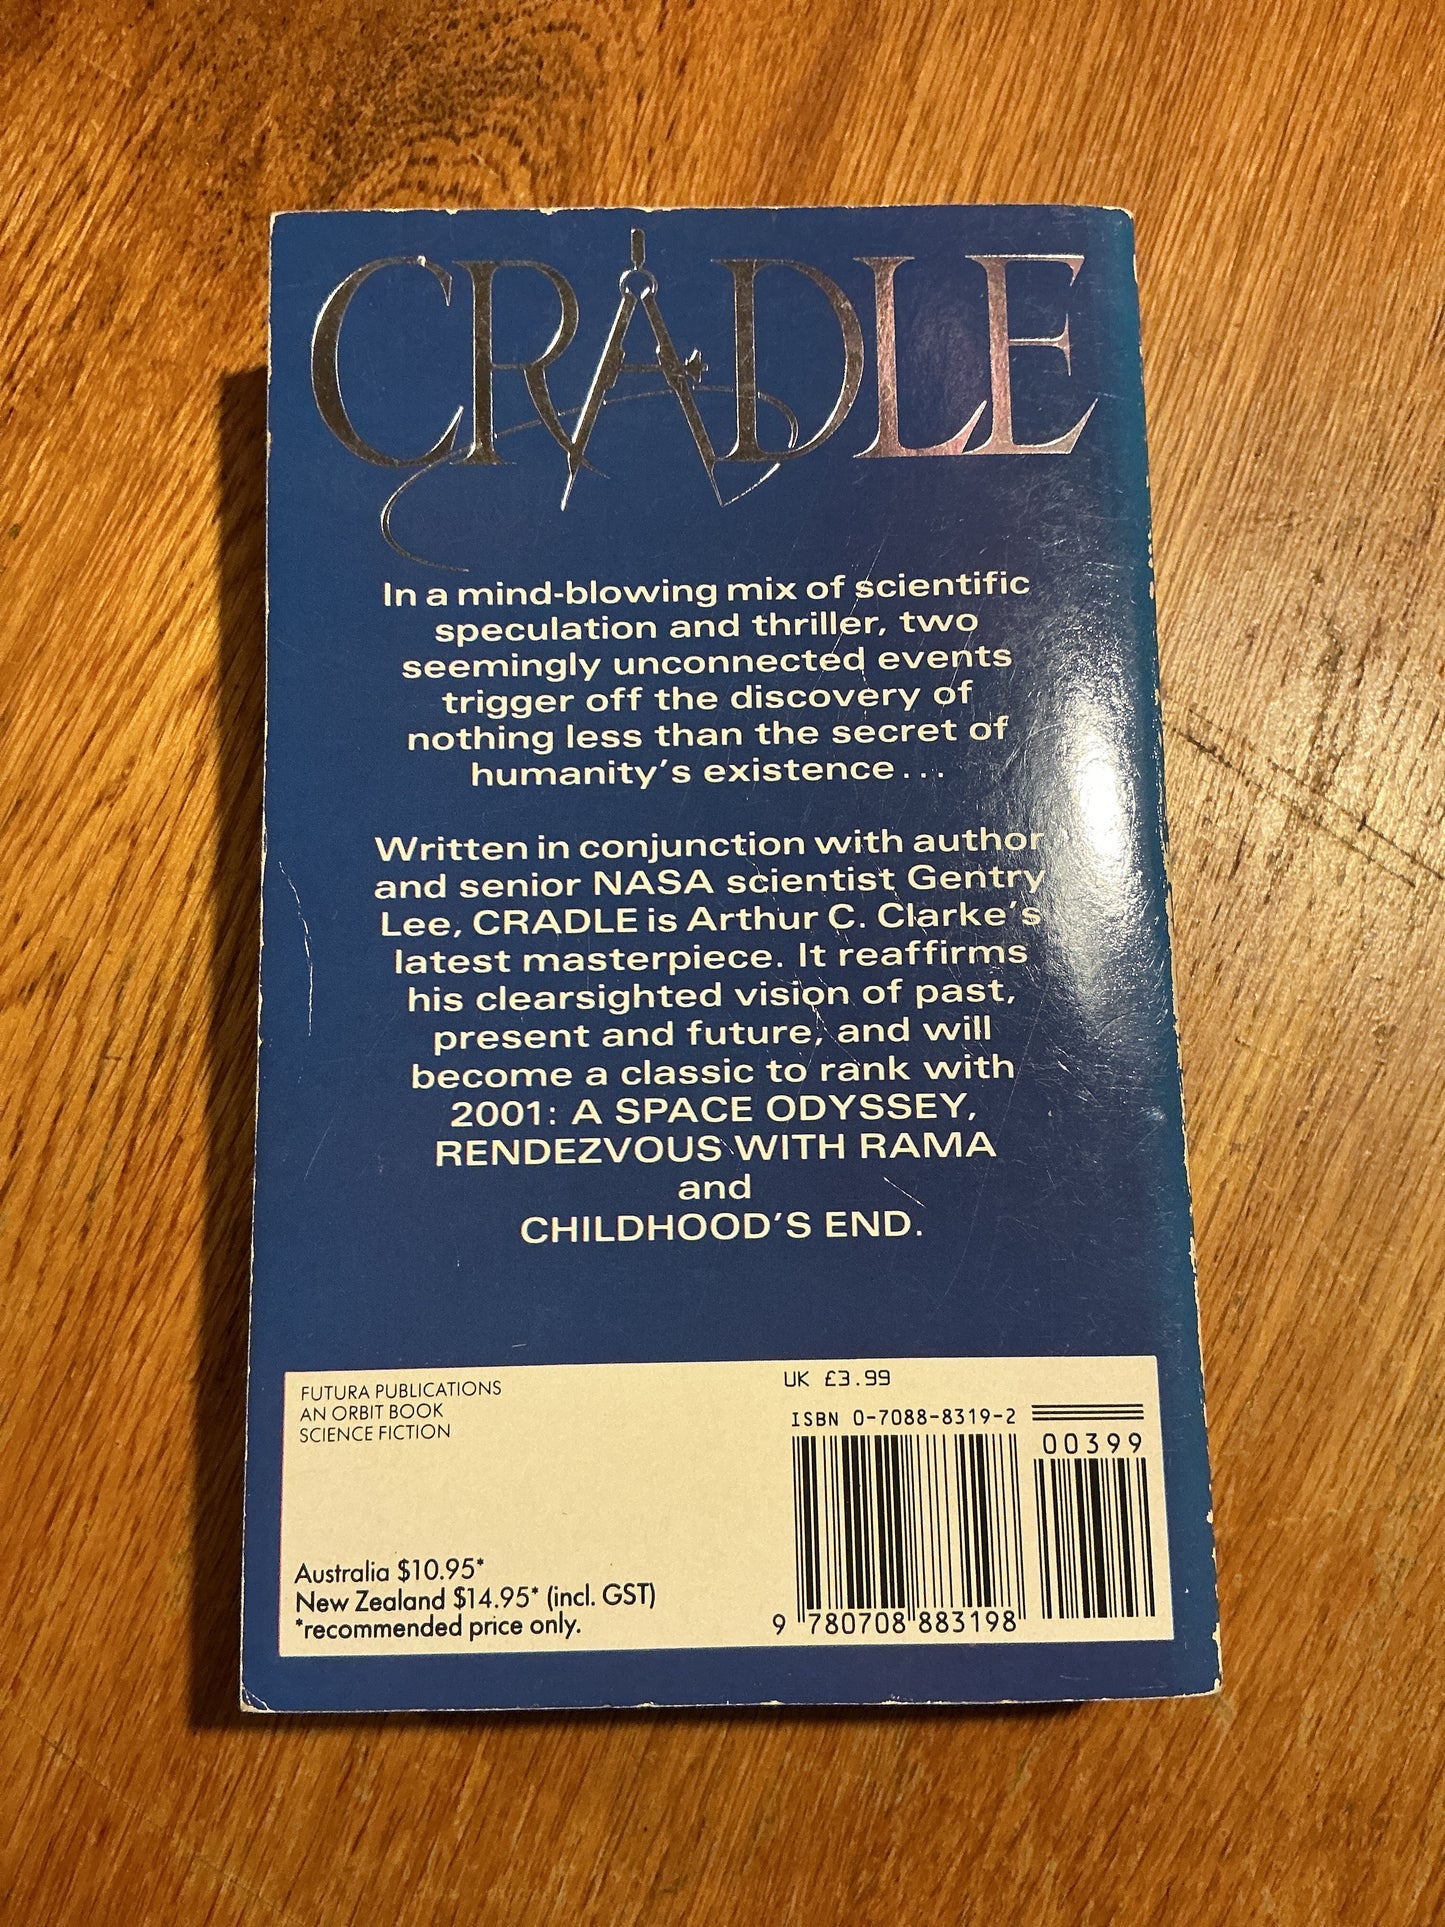 CRADLE
In a mind-blowing mix of scientific
speculation and thriller, two
seemingly unconnected events
trigger off the discovery of
nothing less than the secret of
humanity's existence...
Written in conjunction with author
and senior NASA scientist Gentry
Lee, CRADLE is Arthur C. Clarke's
latest masterpiece. It reaffirms
his clearsighted vision of past,
present and future, and will
become a classic to rank with
2001: A SPACE ODYSSEY,
RENDEZVOUS WITH RAMA
and
CHILDHOOD'S END.
FUTURA PUBLICATIONS
AN ORBIT BOOK
SCIENCE FICTION
UK £3.99
ISBN 0-7088-8319-2
00399
Australia $10.95*
New Zealand $14.95* (incl. GST)
*recommended price only.
9 780708 883198